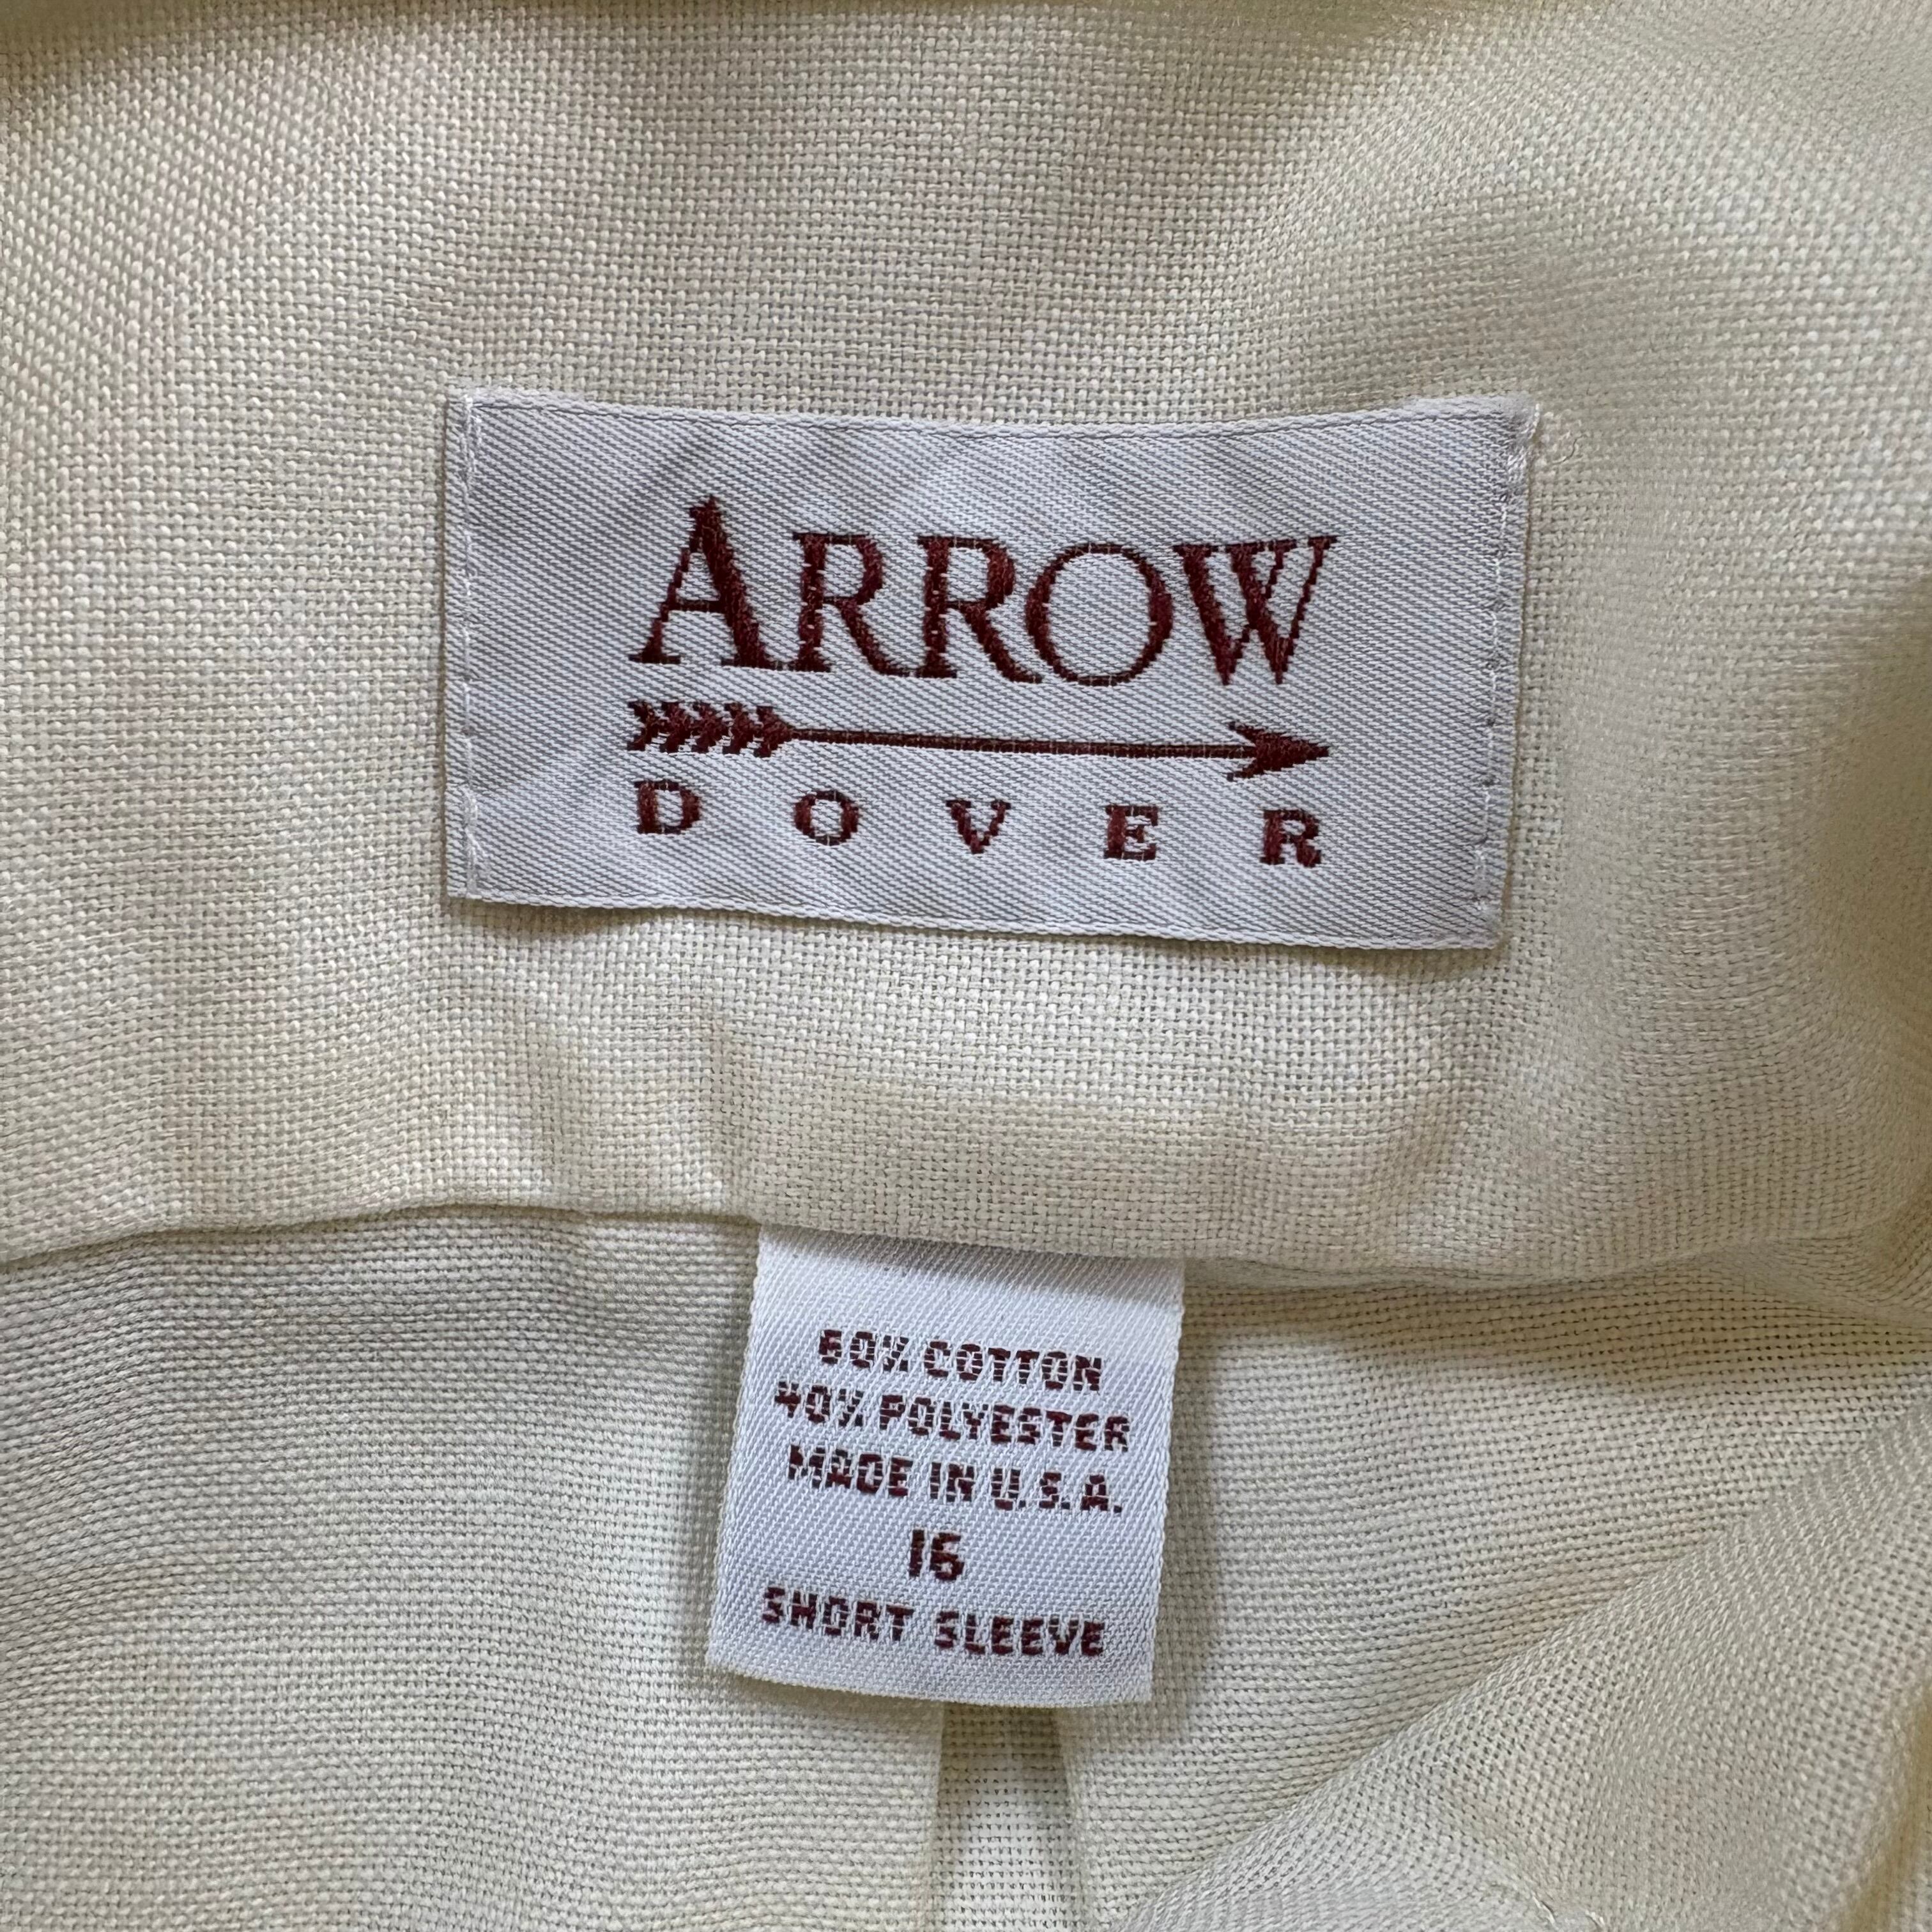 ARROW
DOVER
60% COTTON
40% POLYESTER
MADE IN U.S.A.
16
SHORT SLEEVE